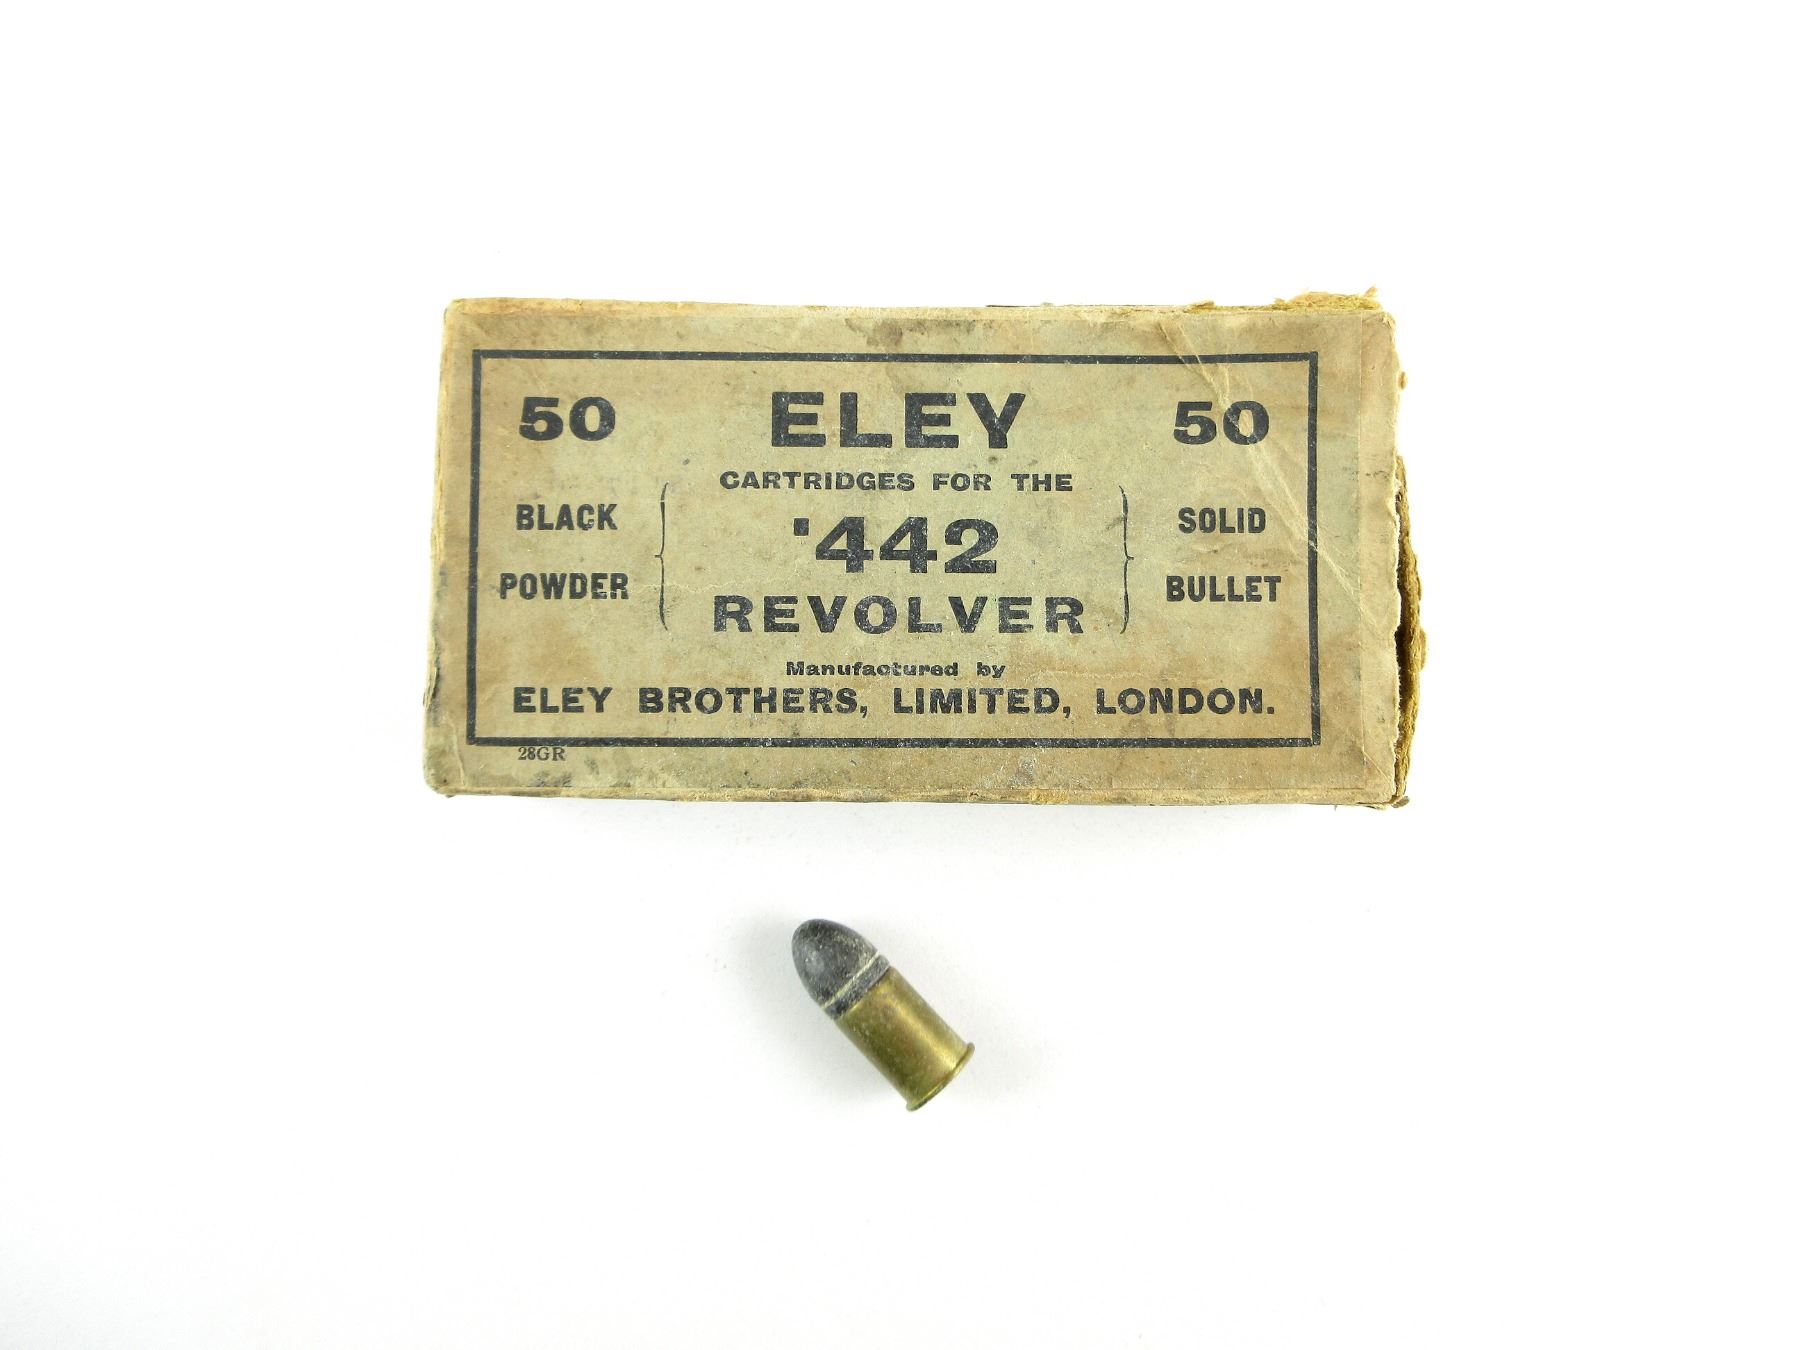 50 ELEY 50
CARTRIDGES FOR THE
BLACK '442 SOLID
POWDER REVOLVER BULLET
Manufactured by
ELEY BROTHERS, LIMITED, LONDON.
28GR